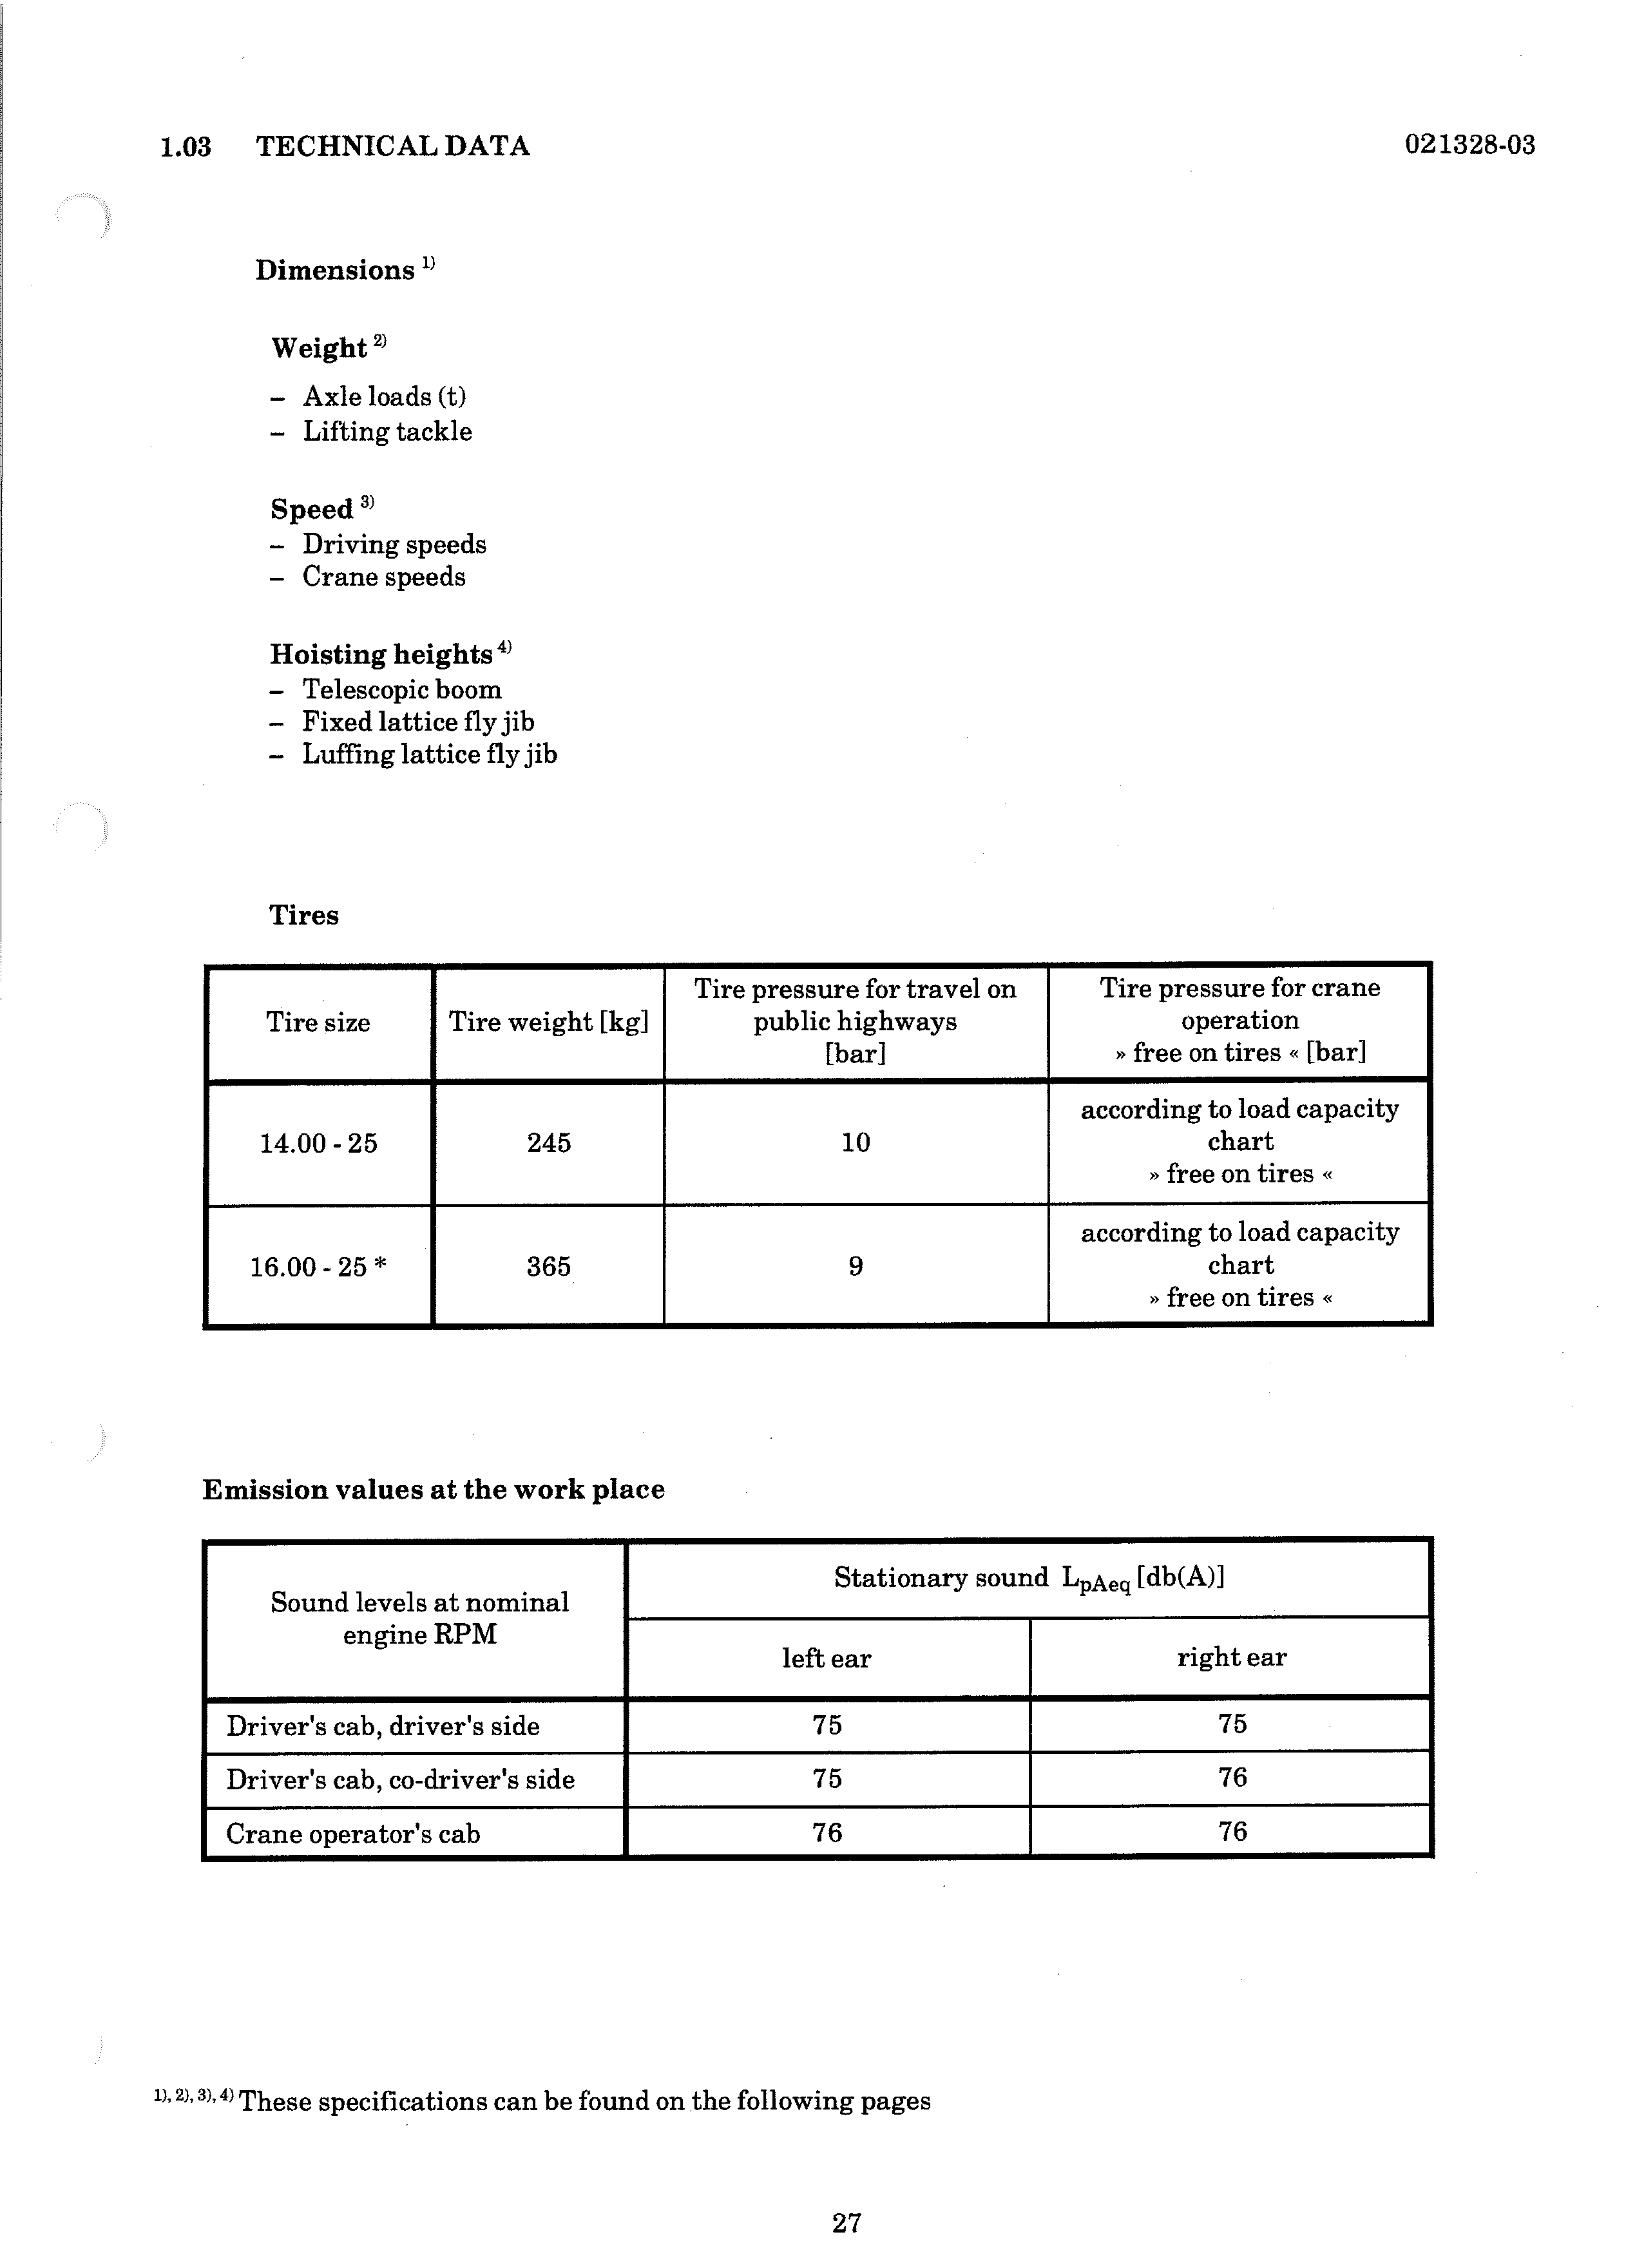 1.03 TECHNICAL DATA 021328-03
Dimensions 1)
Weight 2)
– Axle loads (t)
– Lifting tackle
Speed 3)
– Driving speeds
– Crane speeds
Hoisting heights 4)
– Telescopic boom
– Fixed lattice fly jib
– Luffing lattice fly jib
Tires
Tire size
Tire weight [kg]
Tire pressure for travel on
public highways
[bar]
Tire pressure for crane
operation
» free on tires « [bar]
14.00 - 25
245
10
according to load capacity
chart
» free on tires «
16.00 - 25 *
365
9
according to load capacity
chart
» free on tires «
Emission values at the work place
Sound levels at nominal
engine RPM
Stationary sound LpAeq [db(A)]
left ear
right ear
Driver's cab, driver's side 75 75
Driver's cab, co-driver's side 75 76
Crane operator's cab 76 76
1), 2), 3), 4) These specifications can be found on the following pages
27